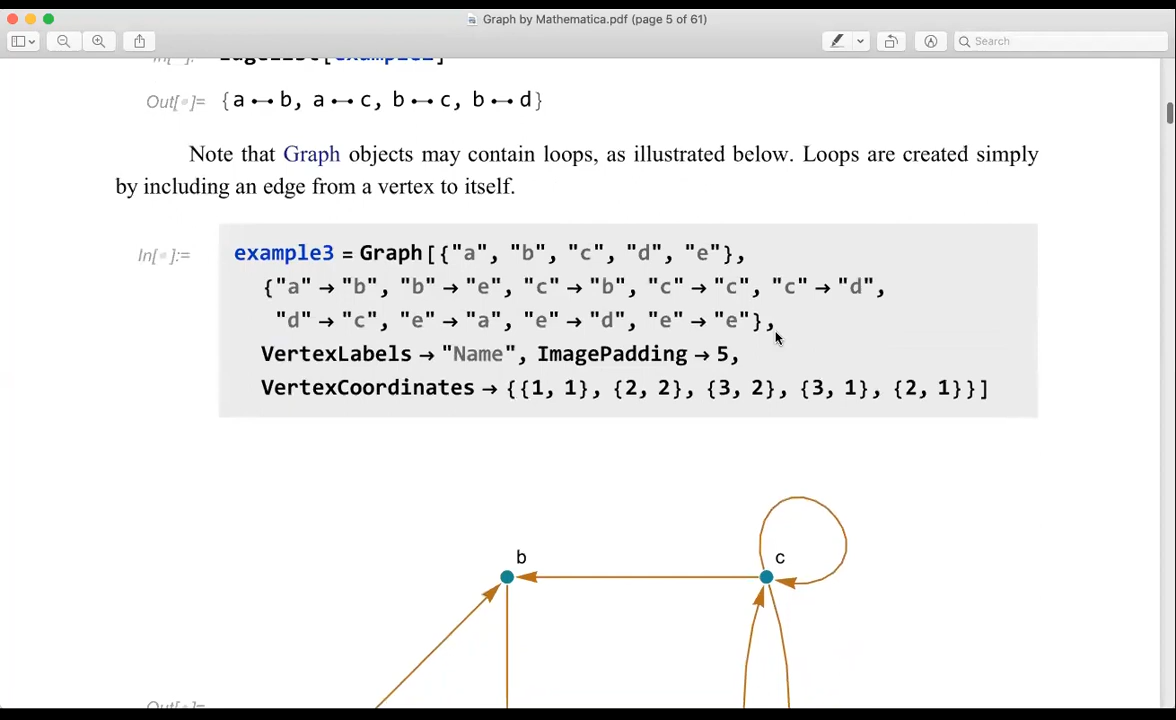 Graph by Mathematica.pdf (page 5 of 61)
Search
Out[•]= {a ⟷ b, a ⟷ c, b ⟷ c, b ⟷ d}
Note that Graph objects may contain loops, as illustrated below. Loops are created simply
by including an edge from a vertex to itself.
In[•]:= example3 = Graph[{"a", "b", "c", "d", "e"},
{"a" → "b", "b" → "e", "c" → "b", "c" → "c", "c" → "d",
"d" → "c", "e" → "a", "e" → "d", "e" → "e"},
VertexLabels → "Name", ImagePadding → 5,
VertexCoordinates → {{1, 1}, {2, 2}, {3, 2}, {3, 1}, {2, 1}}]
b
c